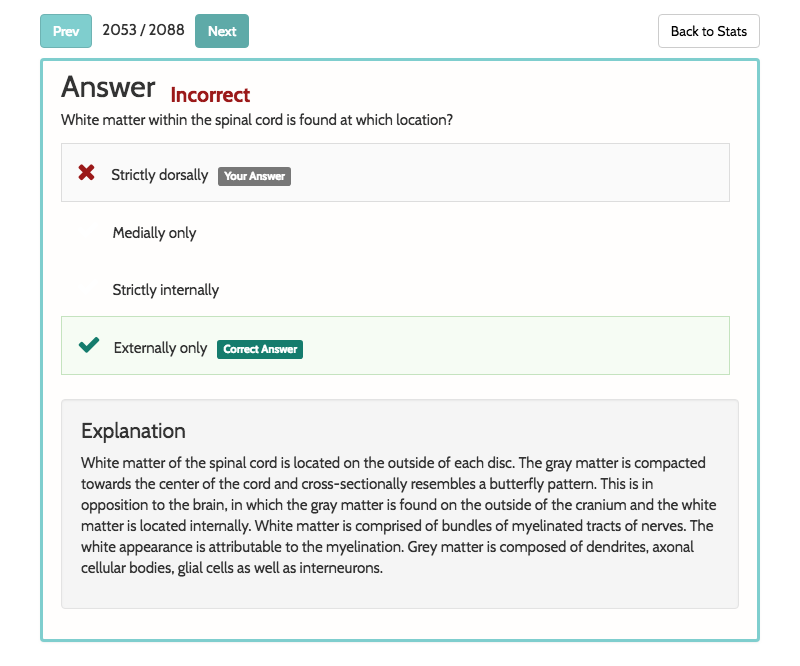 Prev 2053 / 2088 Next Back to Stats
Answer Incorrect
White matter within the spinal cord is found at which location?
Strictly dorsally Your Answer
Medially only
Strictly internally
Externally only Correct Answer
Explanation
White matter of the spinal cord is located on the outside of each disc. The gray matter is compacted
towards the center of the cord and cross-sectionally resembles a butterfly pattern. This is in
opposition to the brain, in which the gray matter is found on the outside of the cranium and the white
matter is located internally. White matter is comprised of bundles of myelinated tracts of nerves. The
white appearance is attributable to the myelination. Grey matter is composed of dendrites, axonal
cellular bodies, glial cells as well as interneurons.